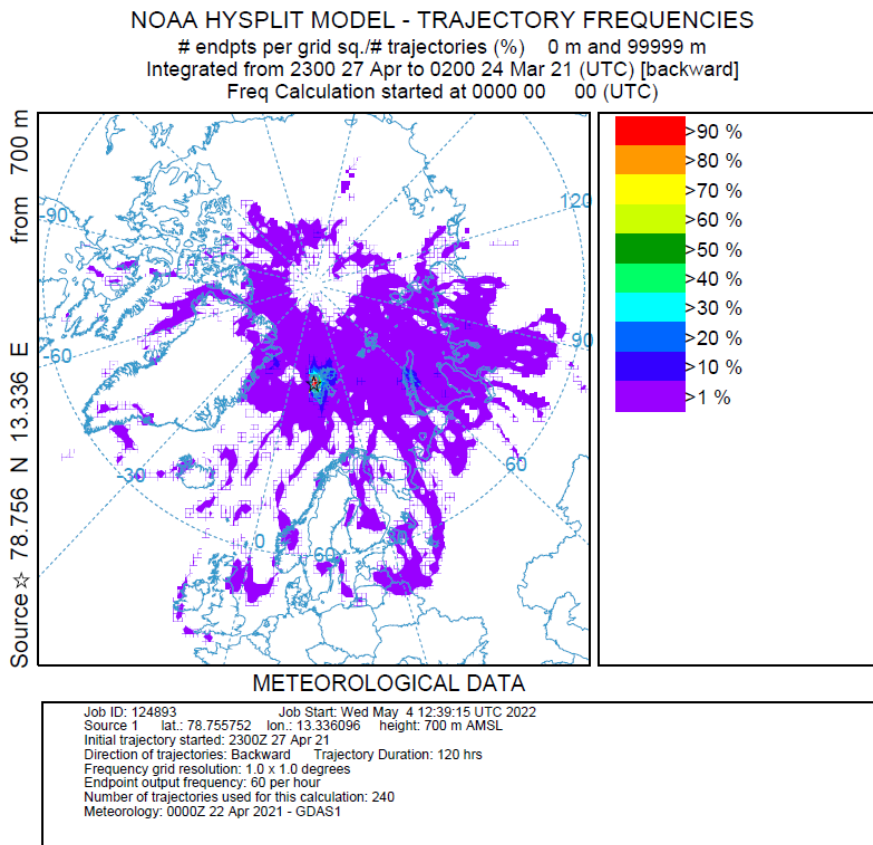 NOAA HYSPLIT MODEL - TRAJECTORY FREQUENCIES
# endpts per grid sq./# trajectories (%) 0 m and 99999 m
Integrated from 2300 27 Apr to 0200 24 Mar 21 (UTC) [backward]
Freq Calculation started at 0000 00 00 (UTC)
Source ☆ 78.756 N 13.336 E from 700 m
-90
120
-60
90
-30
60
0
60
30
>90 %
>80 %
>70 %
>60 %
>50 %
>40 %
>30 %
>20 %
>10 %
>1 %
METEOROLOGICAL DATA
Job ID: 124893 Job Start: Wed May 4 12:39:15 UTC 2022
Source 1 lat.: 78.755752 lon.: 13.336096 height: 700 m AMSL
Initial trajectory started: 2300Z 27 Apr 21
Direction of trajectories: Backward Trajectory Duration: 120 hrs
Frequency grid resolution: 1.0 x 1.0 degrees
Endpoint output frequency: 60 per hour
Number of trajectories used for this calculation: 240
Meteorology: 0000Z 22 Apr 2021 - GDAS1